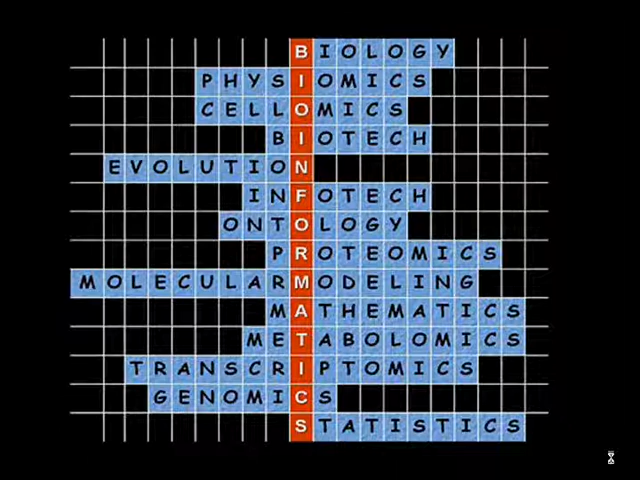 BIOLOGY
PHYSIOMICS
CELLOMICS
BIOTECH
EVOLUTION
INFOTECH
ONTOLOGY
PROTEOMICS
MOLECULARMODELING
MATHEMATICS
METABOLOMICS
TRANSCRIPTOMICS
GENOMICS
STATISTICS